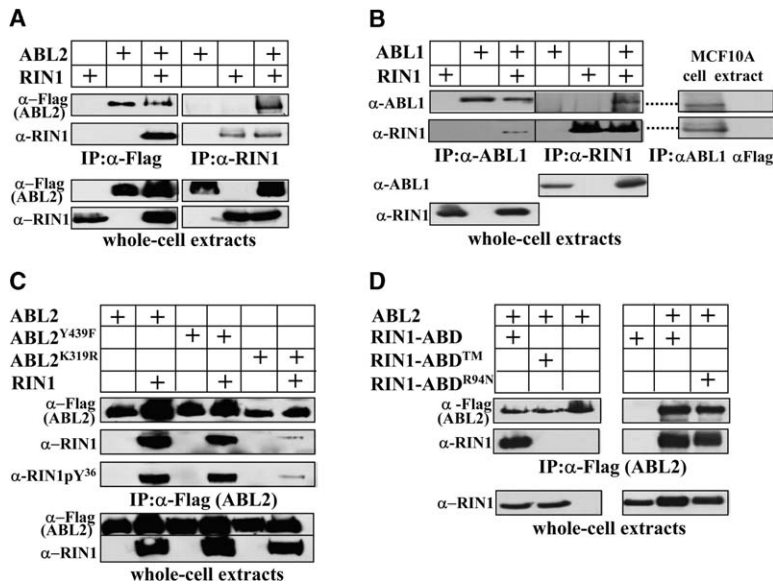 A
ABL2 + + + +
RIN1 + + + +
α–Flag
(ABL2)
α-RIN1
IP:α-Flag IP:α-RIN1
α–Flag
(ABL2)
α–RIN1
whole-cell extracts
B
ABL1 + + + +
RIN1 + + + +
MCF10A
cell extract
α-ABL1
α-RIN1
IP:α-ABL1 IP:α-RIN1 IP:αABL1 αFlag
α-ABL1
α-RIN1
whole-cell extracts
C
ABL2 + +
ABL2Y439F + +
ABL2K319R + +
RIN1 + + +
α–Flag
(ABL2)
α–RIN1
α-RIN1pY36
IP:α-Flag (ABL2)
α–Flag
(ABL2)
α–RIN1
whole-cell extracts
D
ABL2 + + + + +
RIN1-ABD + + +
RIN1-ABDTM +
RIN1-ABDR94N +
α -Flag
(ABL2)
α–RIN1
IP:α-Flag (ABL2)
α–RIN1
whole-cell extracts